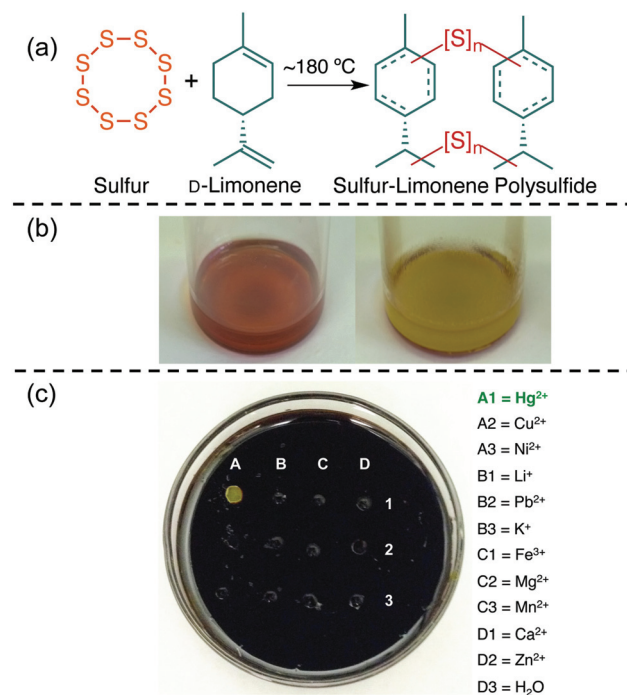 (a)
S S S S S S S S
+
~180 ºC
[S]n
[S]n
Sulfur D-Limonene Sulfur-Limonene Polysulfide
(b)
(c)
A B C D
1
2
3
A1 = Hg²⁺
A2 = Cu²⁺
A3 = Ni²⁺
B1 = Li⁺
B2 = Pb²⁺
B3 = K⁺
C1 = Fe³⁺
C2 = Mg²⁺
C3 = Mn²⁺
D1 = Ca²⁺
D2 = Zn²⁺
D3 = H₂O